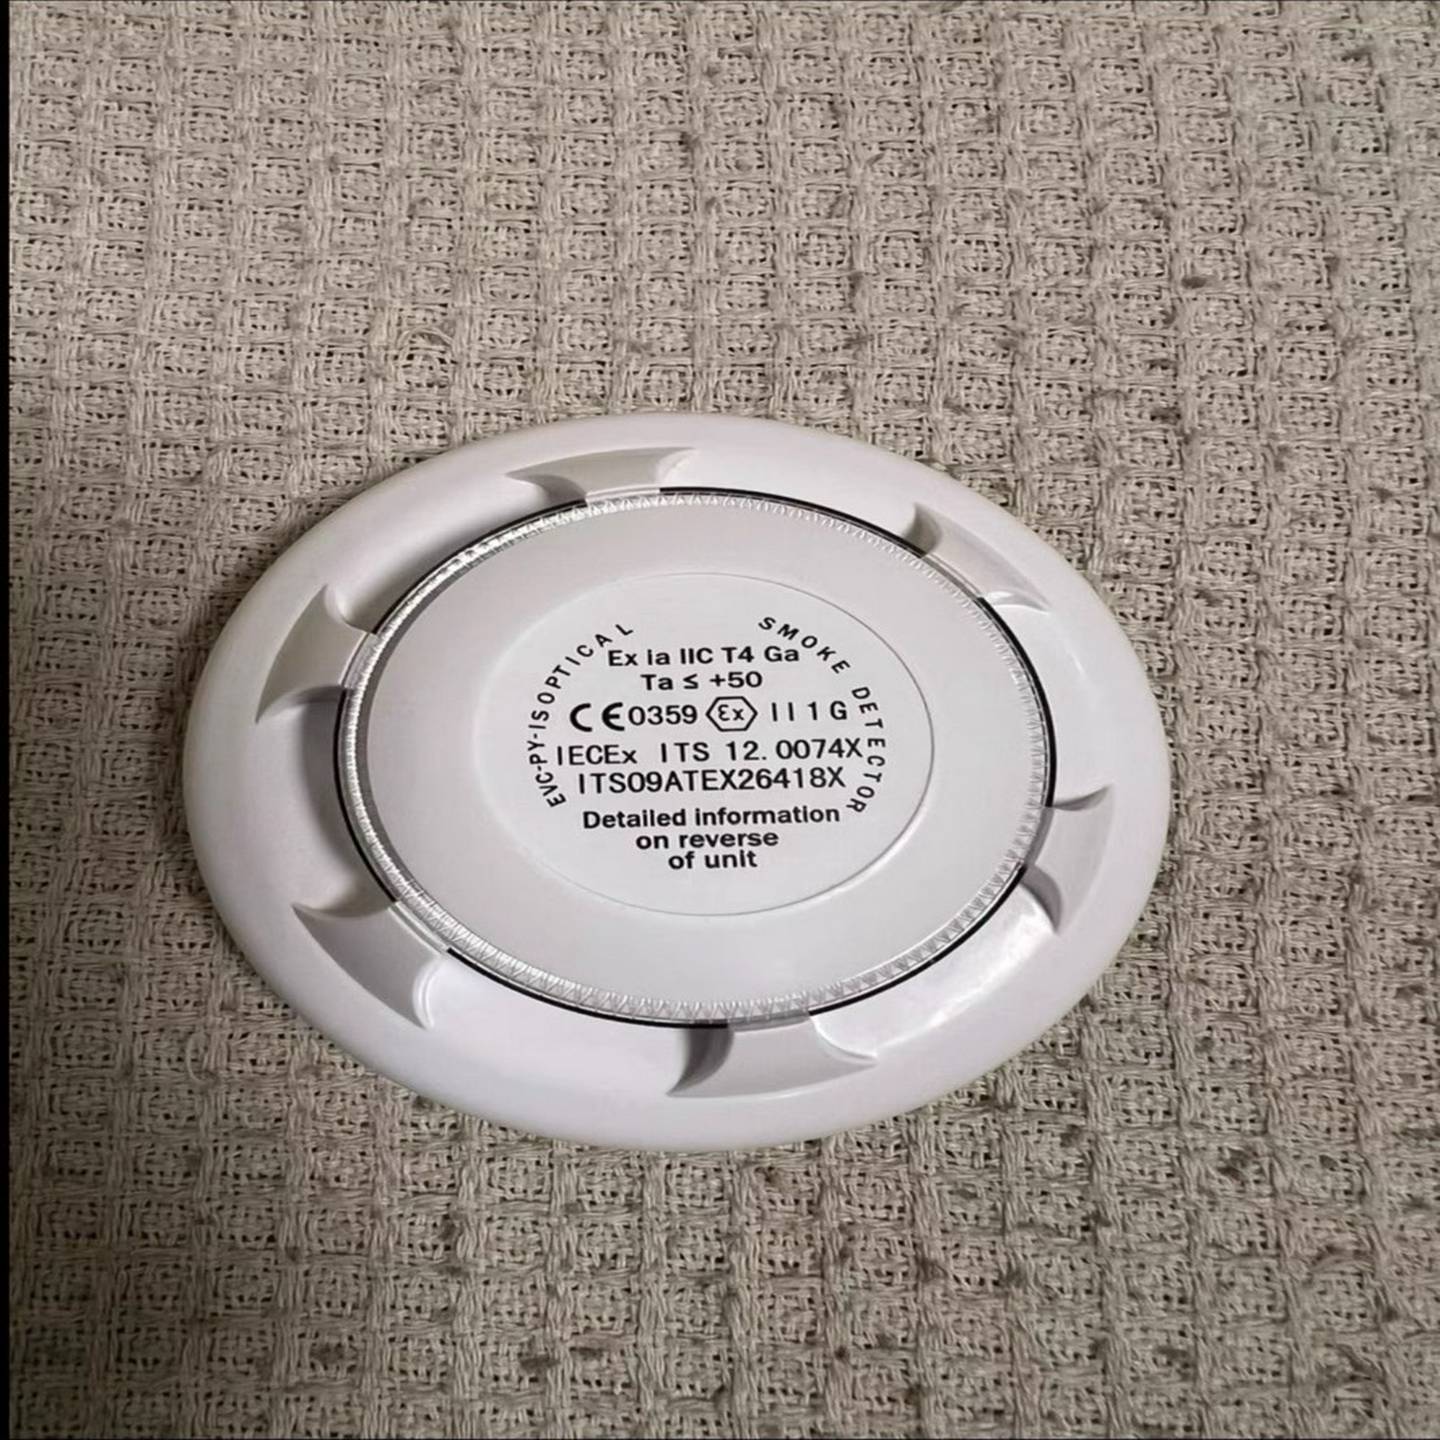 EVC-PY-ISOPTICAL SMOKE DETECTOR
Ex ia IIC T4 Ga
Ta ≤ +50
CE0359 Ex II 1 G
IECEx ITS 12. 0074X
ITS09ATEX26418X
Detailed information
on reverse
of unit